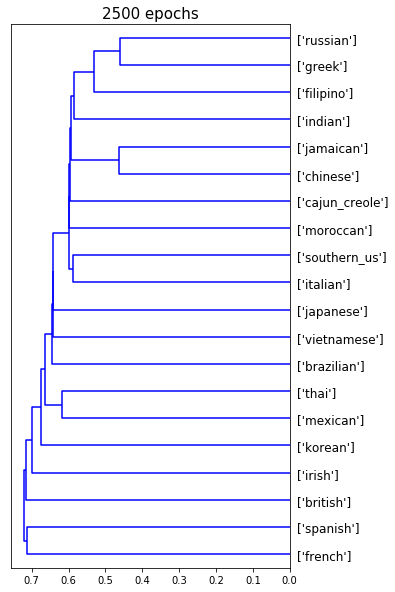 2500 epochs
['russian']
['greek']
['filipino']
['indian']
['jamaican']
['chinese']
['cajun_creole']
['moroccan']
['southern_us']
['italian']
['japanese']
['vietnamese']
['brazilian']
['thai']
['mexican']
['korean']
['irish']
['british']
['spanish']
['french']
0.7 0.6 0.5 0.4 0.3 0.2 0.1 0.0